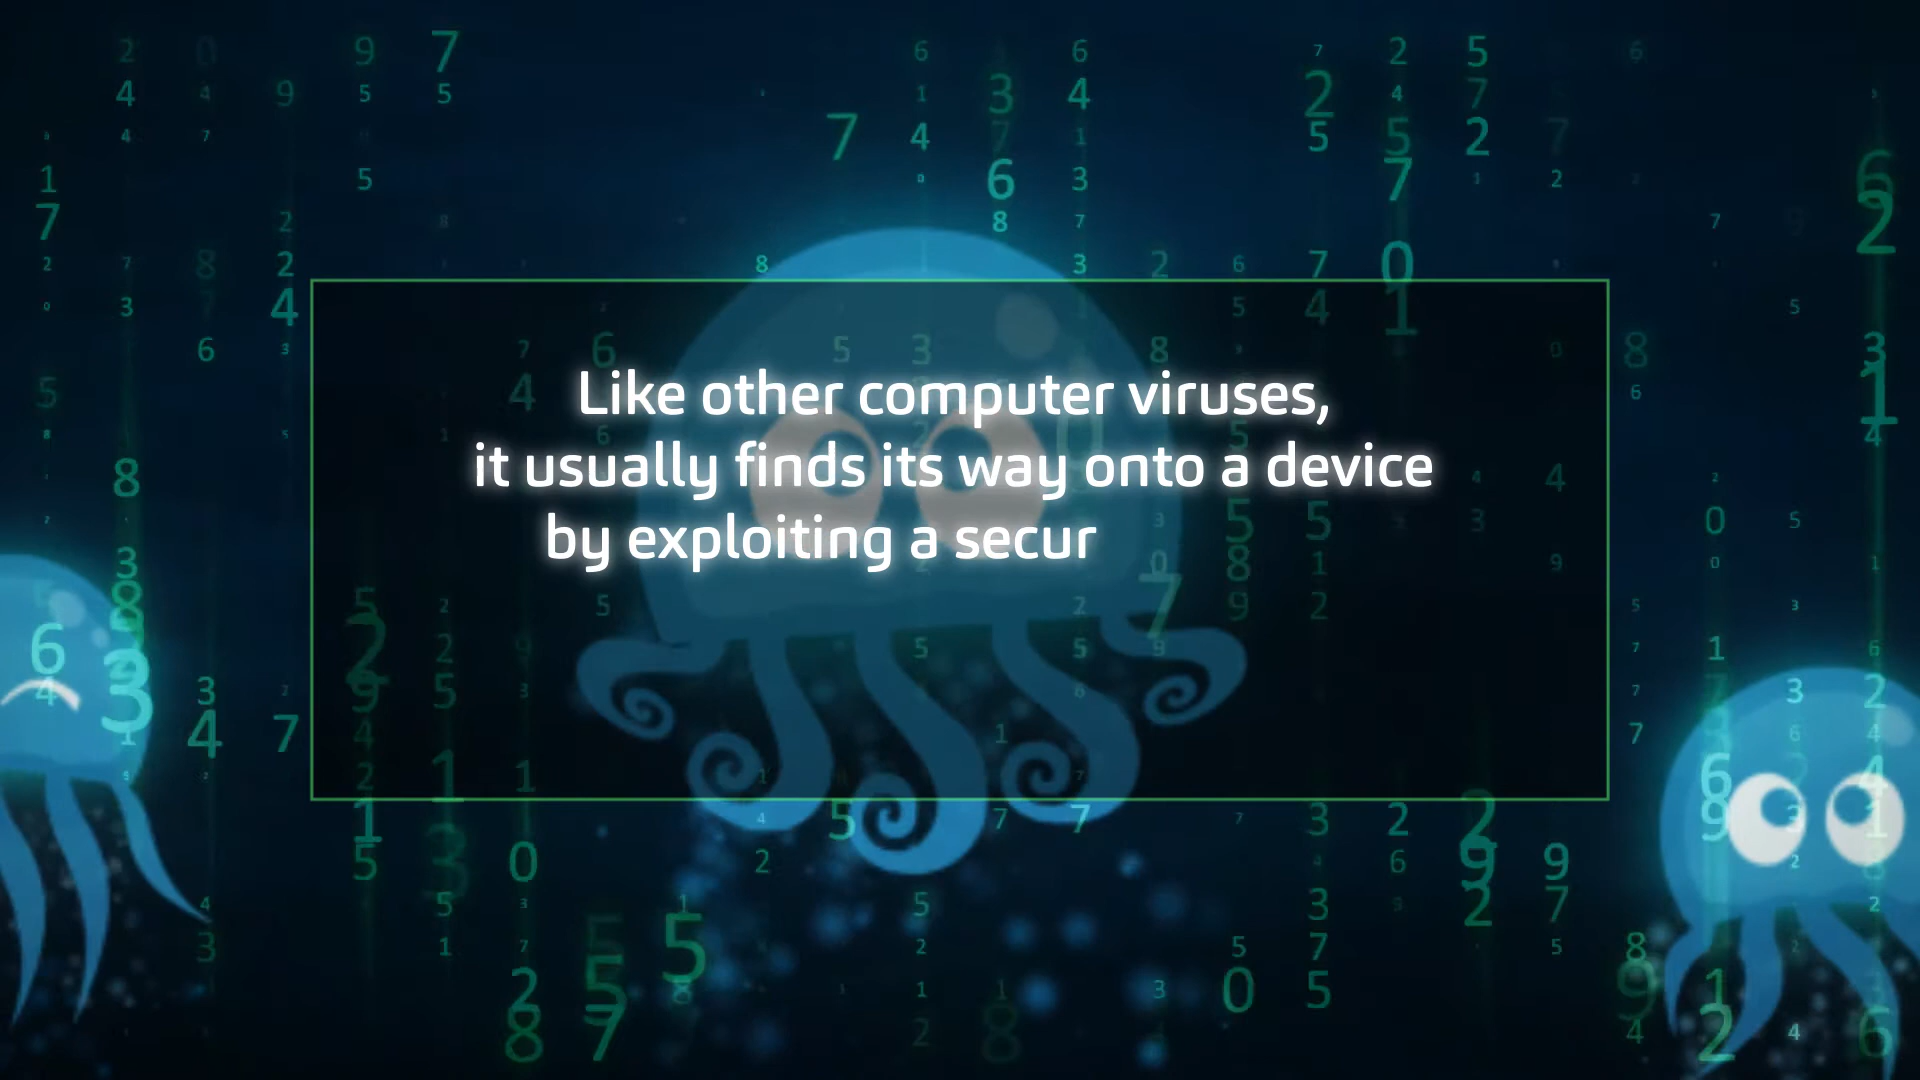 Like other computer viruses,
it usually finds its way onto a device
by exploiting a secur